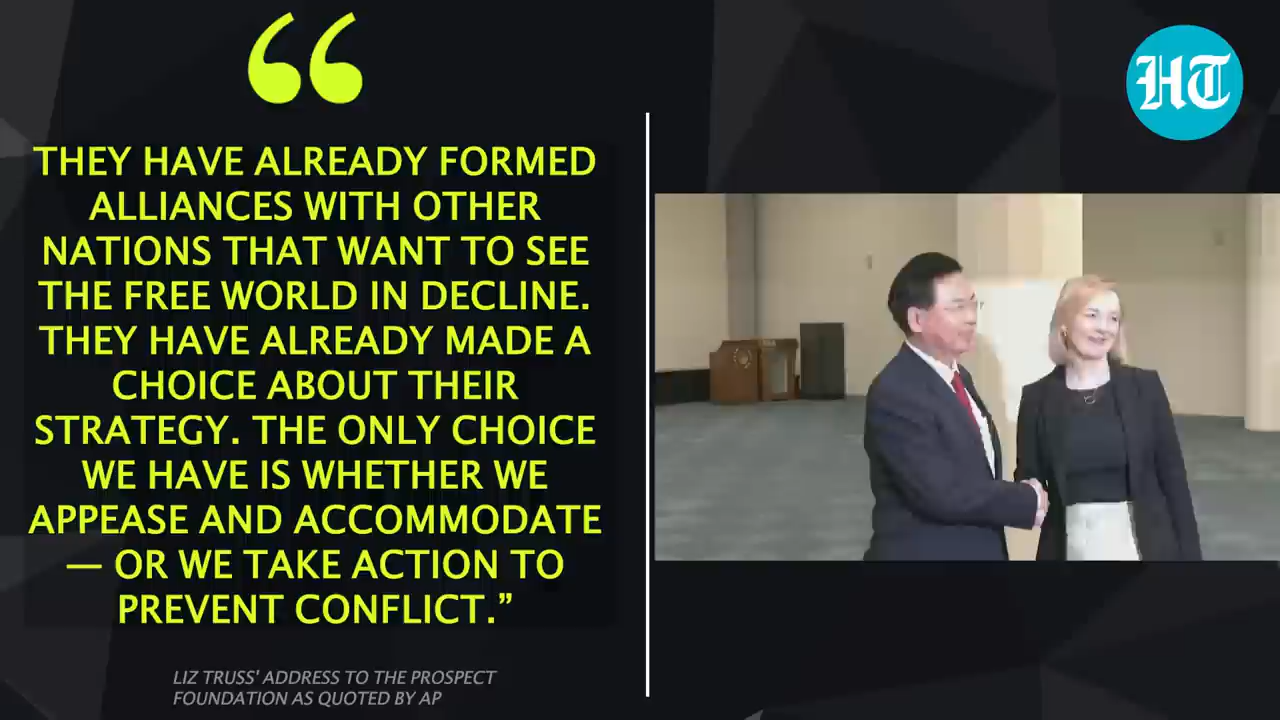 “
THEY HAVE ALREADY FORMED
ALLIANCES WITH OTHER
NATIONS THAT WANT TO SEE
THE FREE WORLD IN DECLINE.
THEY HAVE ALREADY MADE A
CHOICE ABOUT THEIR
STRATEGY. THE ONLY CHOICE
WE HAVE IS WHETHER WE
APPEASE AND ACCOMMODATE
— OR WE TAKE ACTION TO
PREVENT CONFLICT.”
LIZ TRUSS' ADDRESS TO THE PROSPECT
FOUNDATION AS QUOTED BY AP
HT